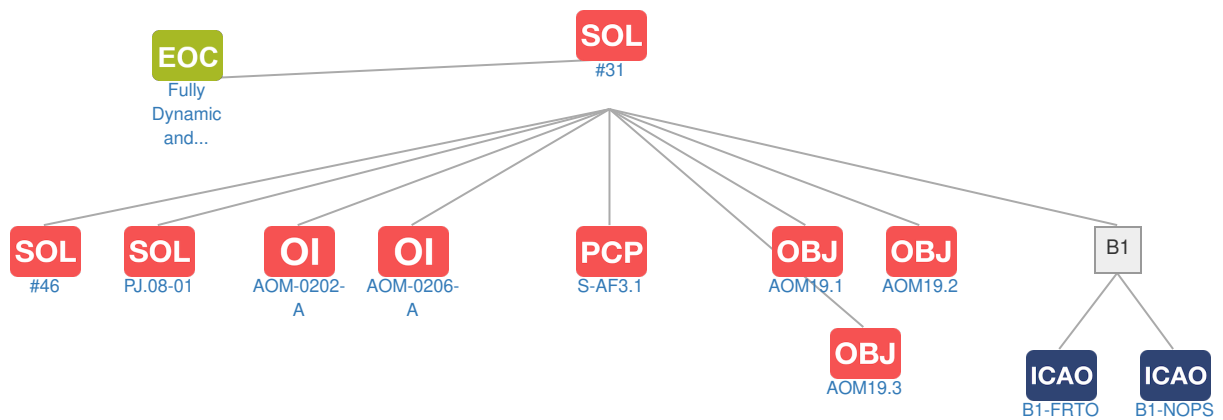 SOL
#31
EOC
Fully
Dynamic
and...
SOL
#46
SOL
PJ.08-01
OI
AOM-0202-
A
OI
AOM-0206-
A
PCP
S-AF3.1
OBJ
AOM19.1
OBJ
AOM19.2
B1
OBJ
AOM19.3
ICAO
B1-FRTO
ICAO
B1-NOPS